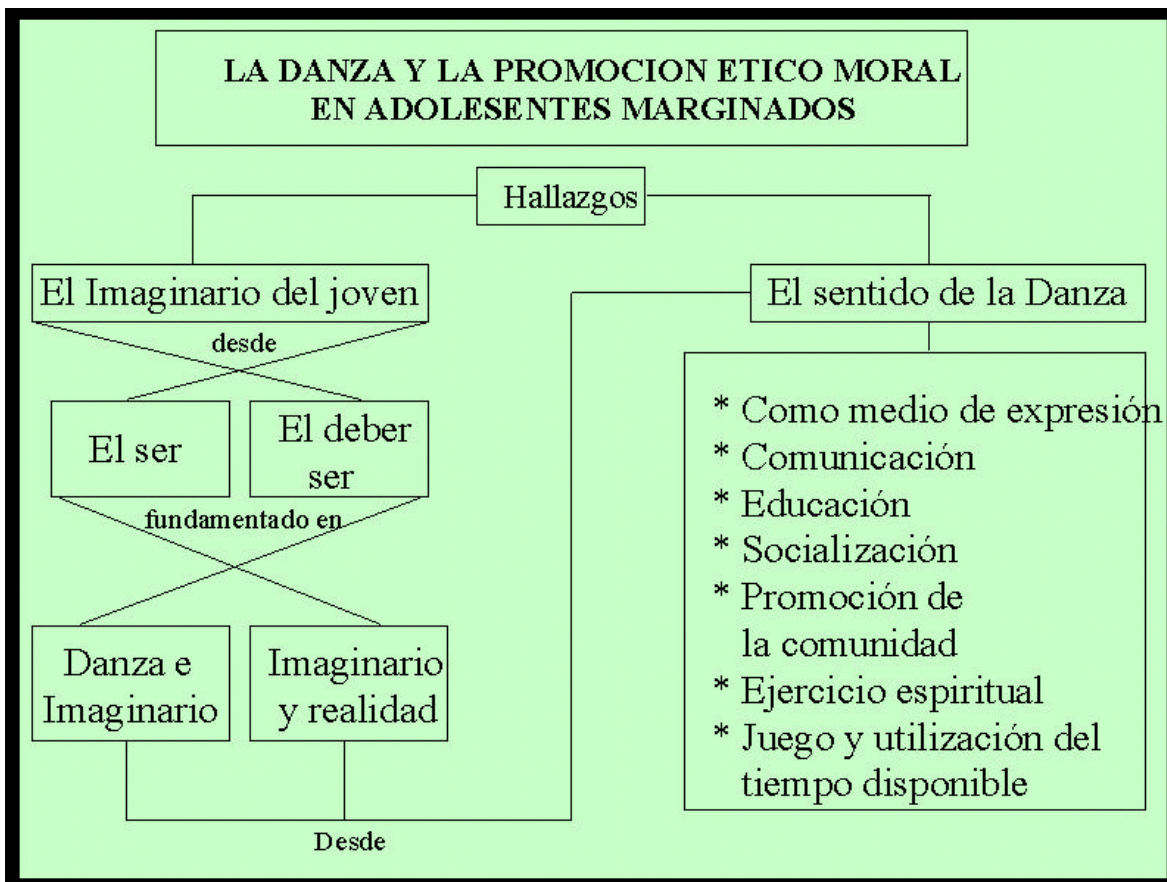 LA DANZA Y LA PROMOCION ETICO MORAL
EN ADOLESENTES MARGINADOS
Hallazgos
El Imaginario del joven
El sentido de la Danza
desde
El ser
El deber
ser
fundamentado en
Danza e
Imaginario
Imaginario
y realidad
Desde
* Como medio de expresión
* Comunicación
* Educación
* Socialización
* Promoción de
la comunidad
* Ejercicio espiritual
* Juego y utilización del
tiempo disponible